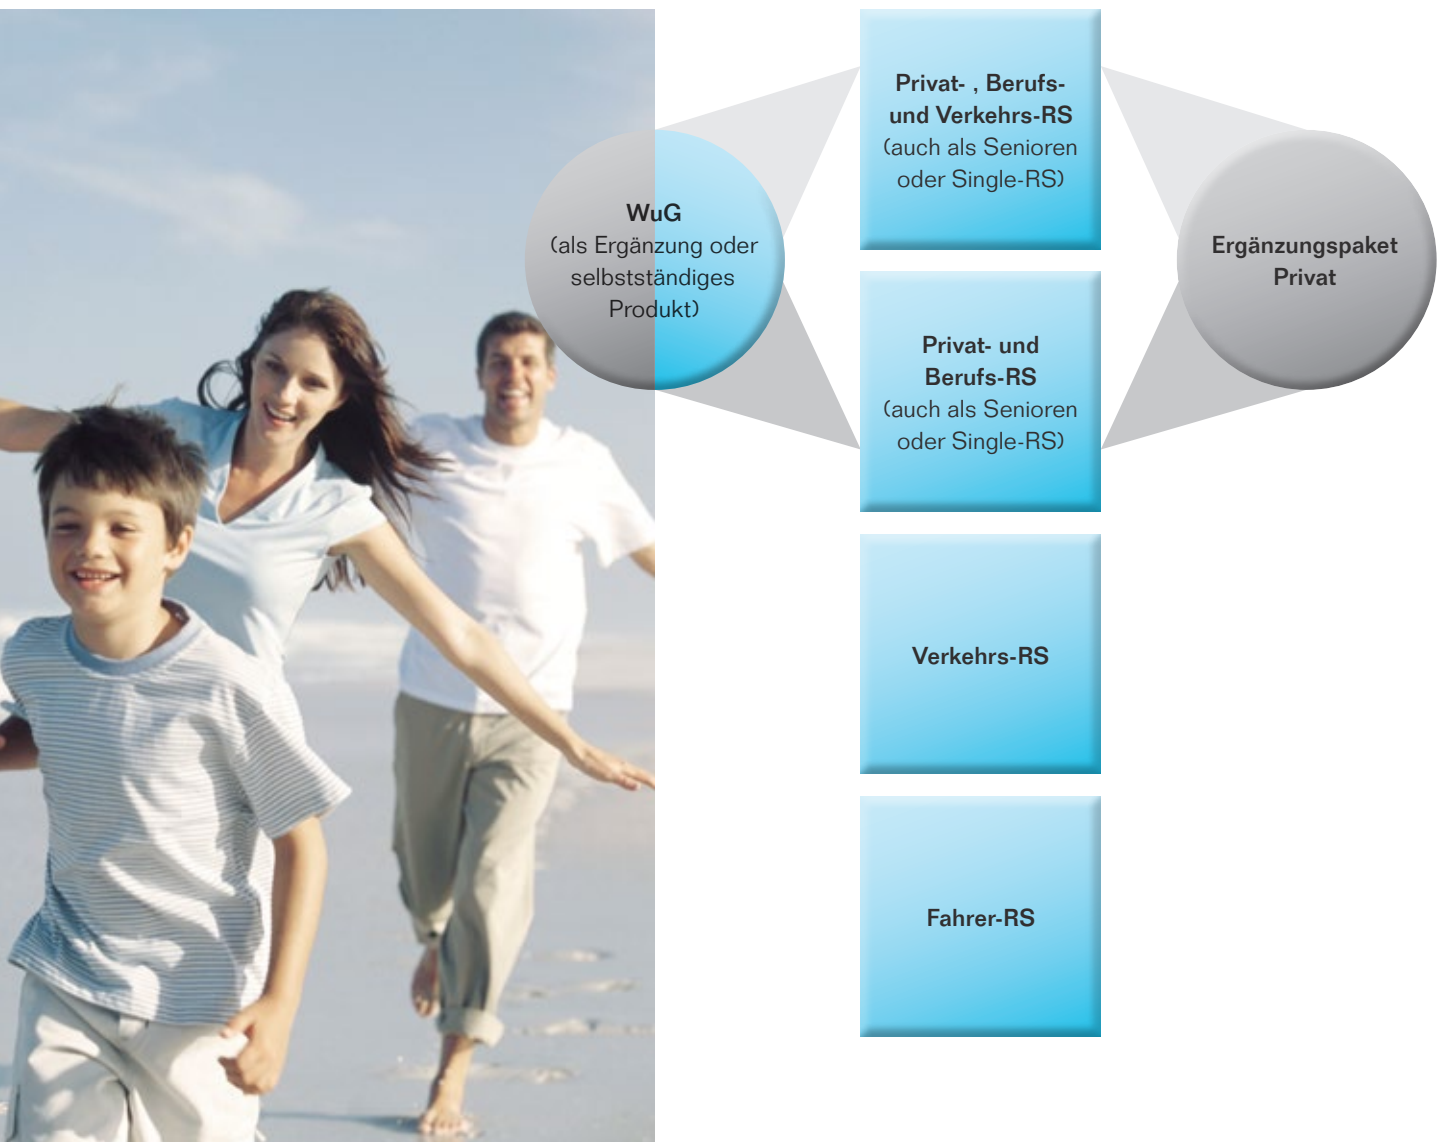 WuG
(als Ergänzung oder
selbstständiges
Produkt)
Privat- , Berufs-
und Verkehrs-RS
(auch als Senioren
oder Single-RS)
Privat- und
Berufs-RS
(auch als Senioren
oder Single-RS)
Verkehrs-RS
Fahrer-RS
Ergänzungspaket
Privat